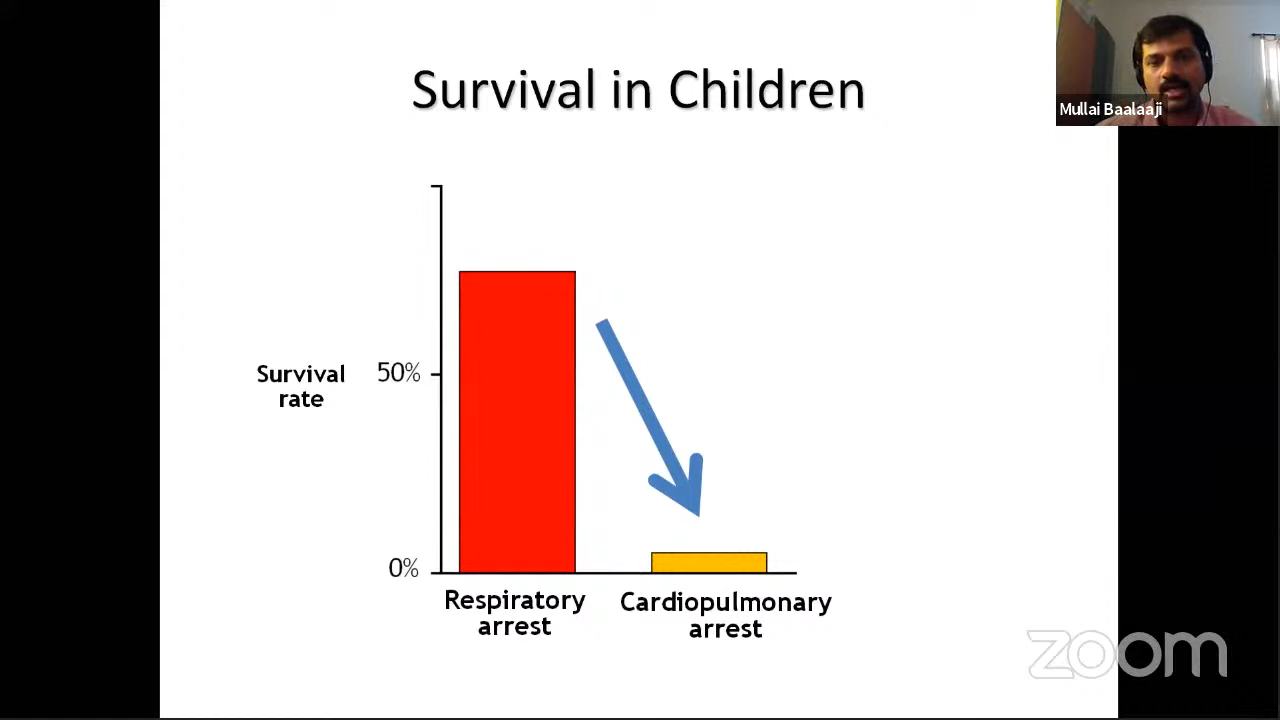 Survival in Children
Mullai Baalaaji
Survival
rate
50%
0%
Respiratory
arrest
Cardiopulmonary
arrest
zoom